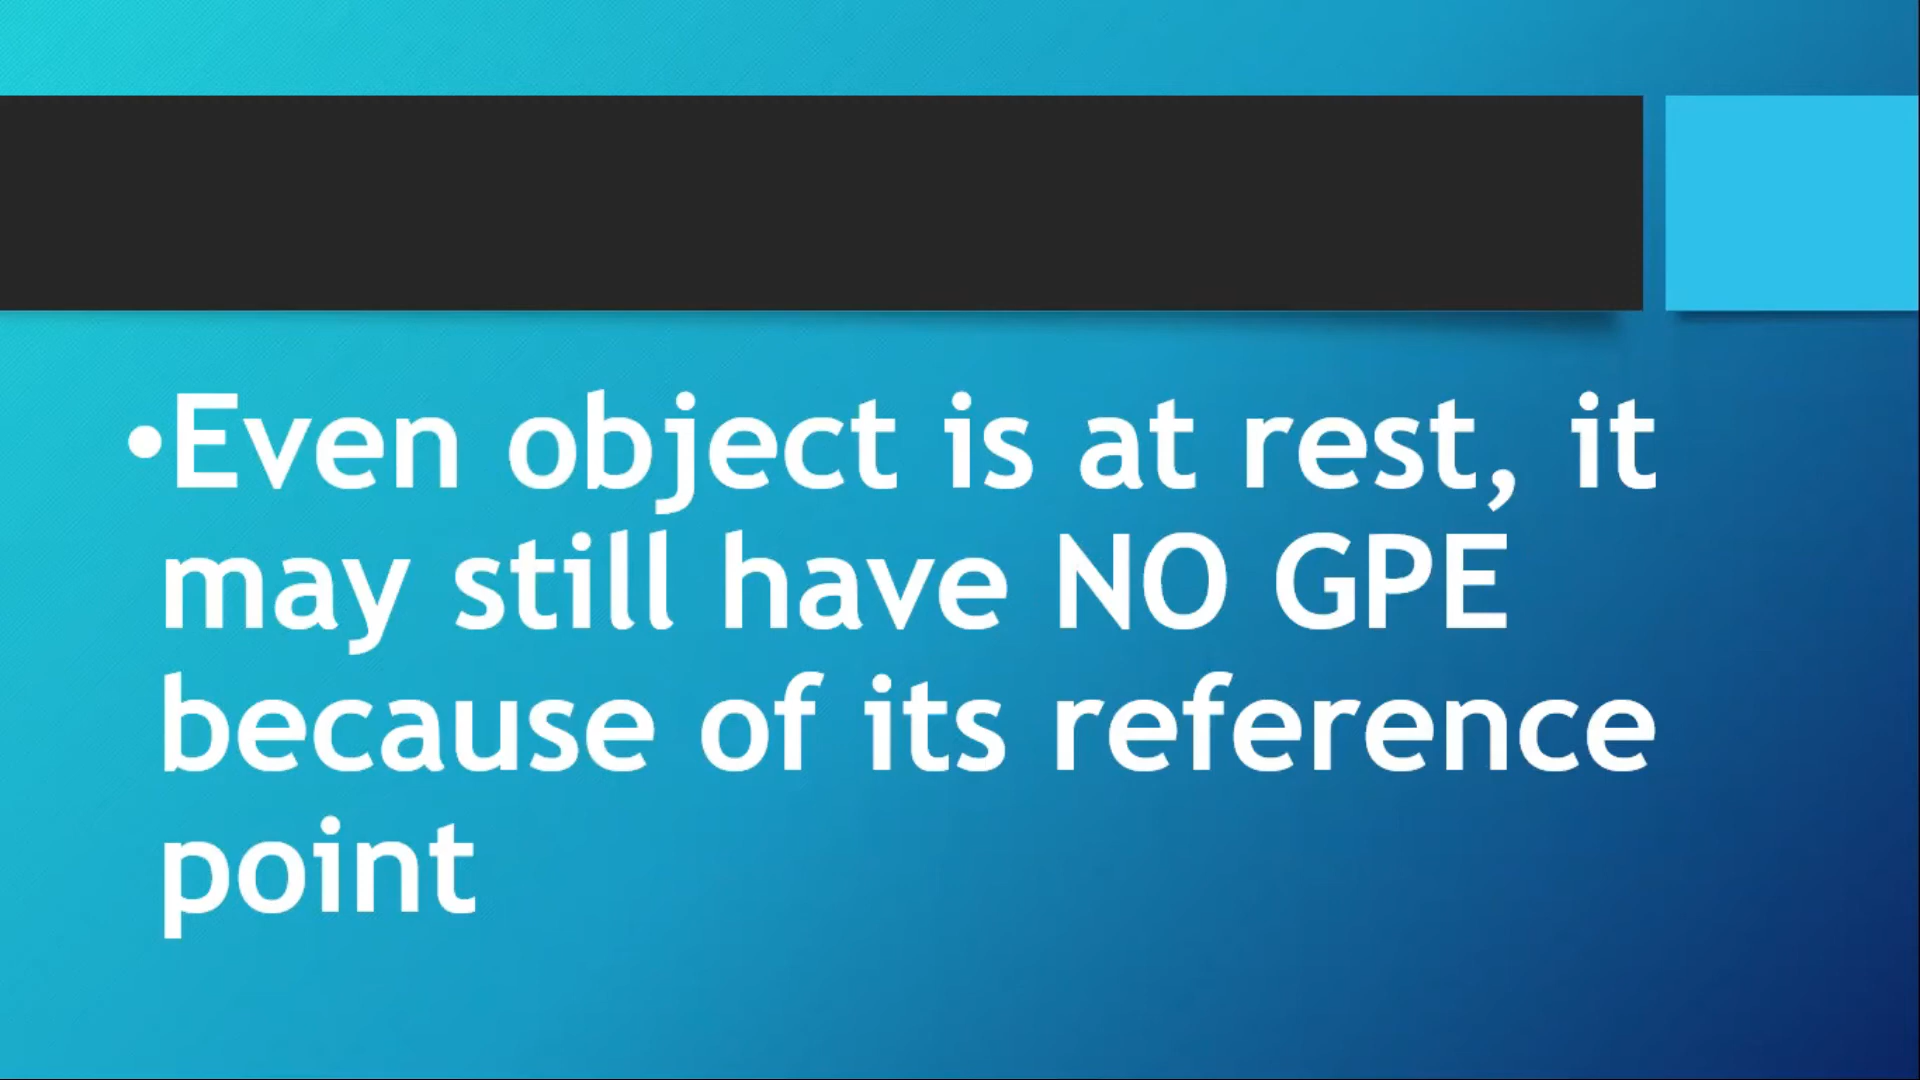 •Even object is at rest, it
may still have NO GPE
because of its reference
point